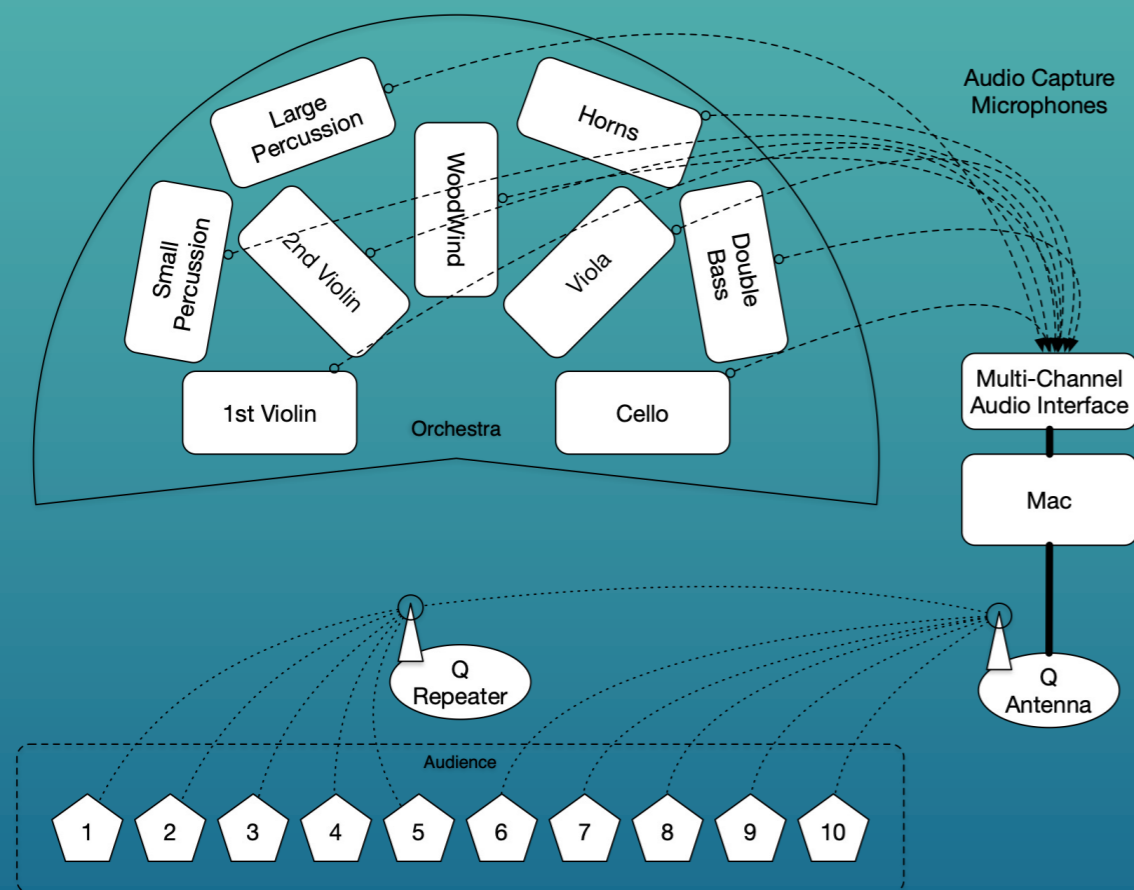 Audio Capture
Microphones
Large
Percussion
Horns
WoodWind
Small
Percussion
2nd Violin
Viola
Double
Bass
1st Violin
Cello
Orchestra
Multi-Channel
Audio Interface
Mac
Q
Repeater
Q
Antenna
Audience
1
2
3
4
5
6
7
8
9
10